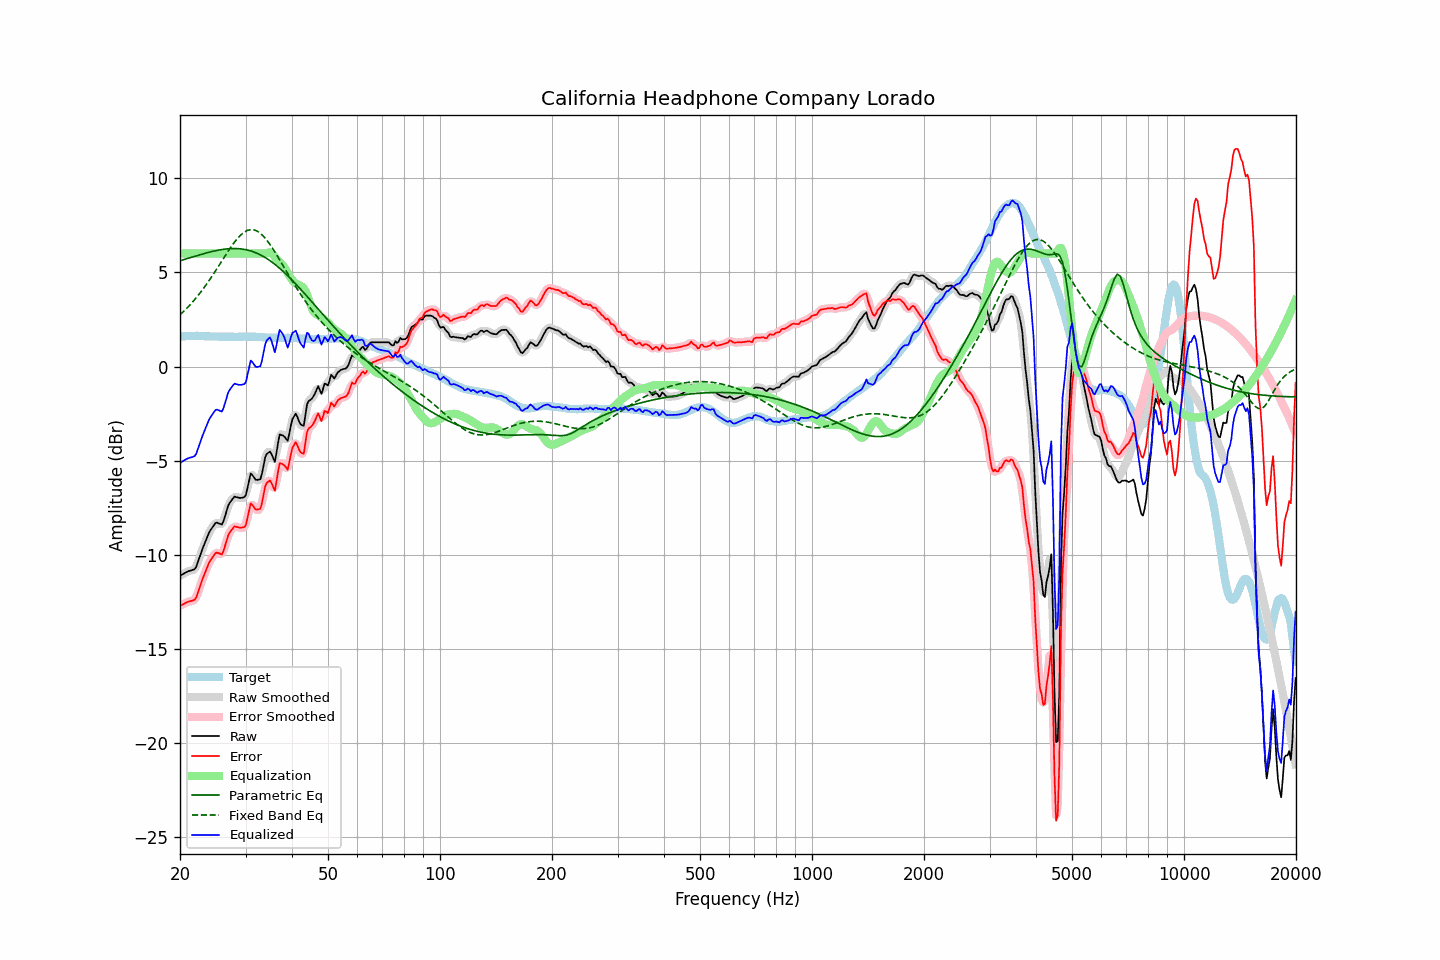 California Headphone Company Lorado
Amplitude (dBr)
10
5
0
−5
−10
−15
−20
−25
Target
Raw Smoothed
Error Smoothed
Raw
Error
Equalization
Parametric Eq
Fixed Band Eq
Equalized
20 50 100 200 500 1000 2000 5000 10000 20000
Frequency (Hz)